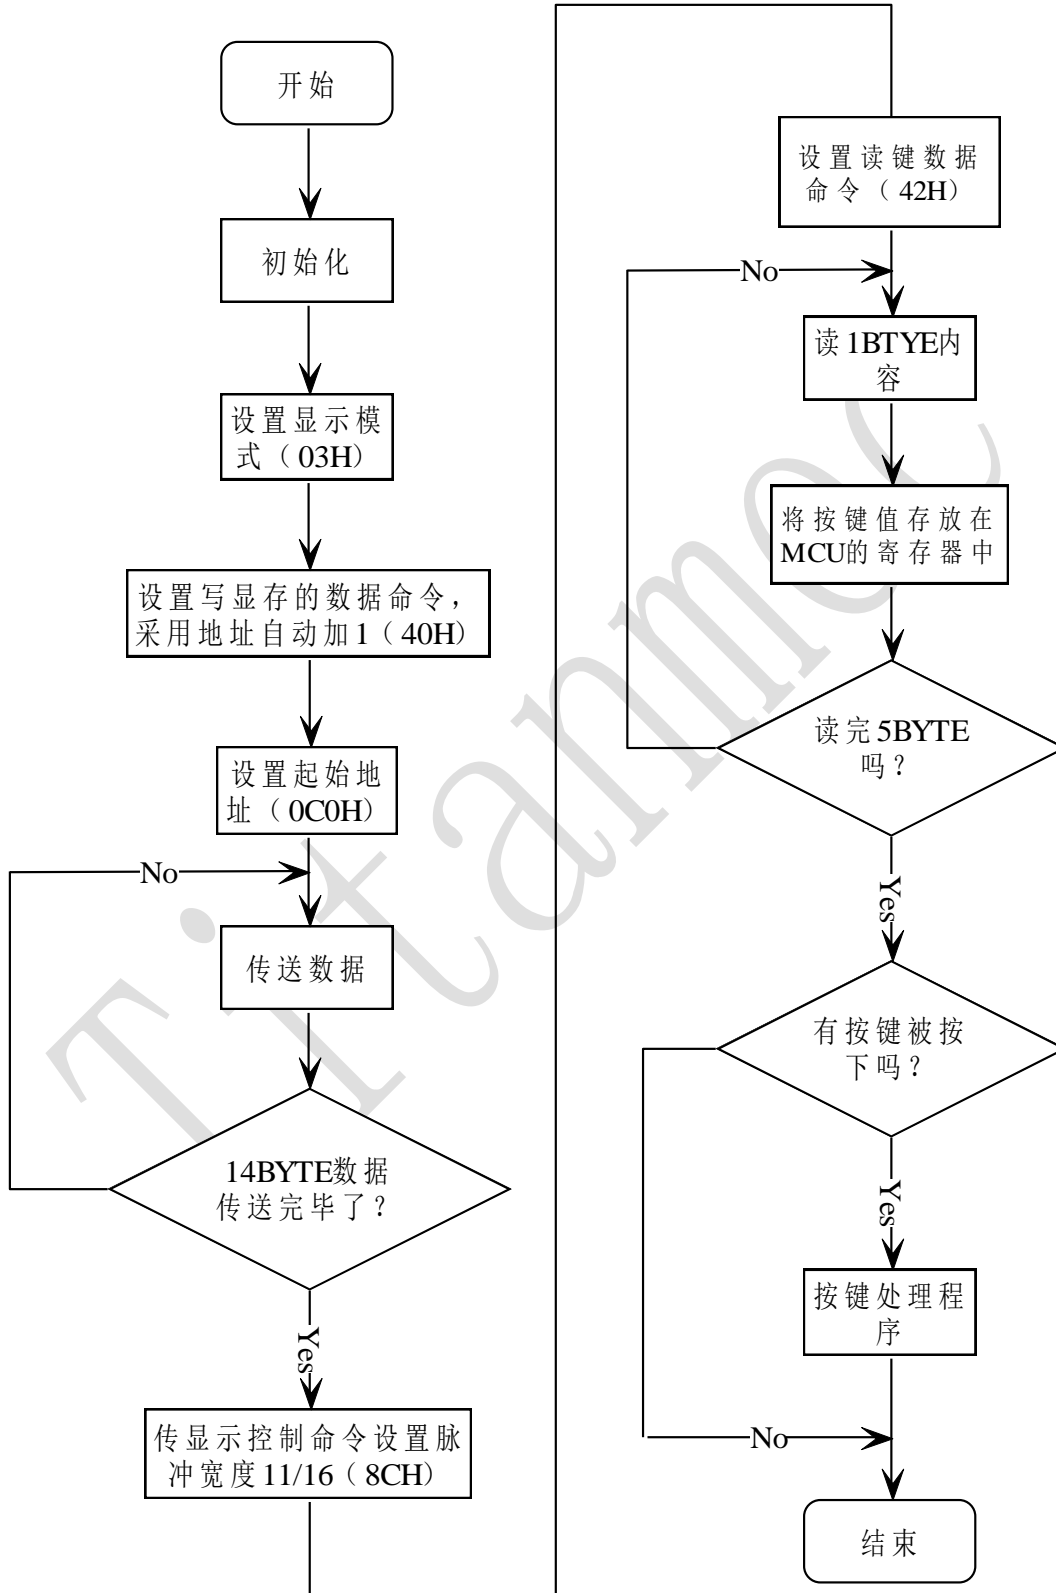 开始
初始化
设置显示模
式（03H）
设置写显存的数据命令，
采用地址自动加1（40H）
设置起始地
址（0C0H）
No
传送数据
14BYTE数据
传送完毕了？
Yes
传显示控制命令设置脉
冲宽度11/16（8CH）
设置读键数据
命令（42H）
No
读1BTYE内
容
将按键值存放在
MCU的寄存器中
读完5BYTE
吗？
Yes
有按键被按
下吗？
Yes
按键处理程
序
No
结束
Titanmec